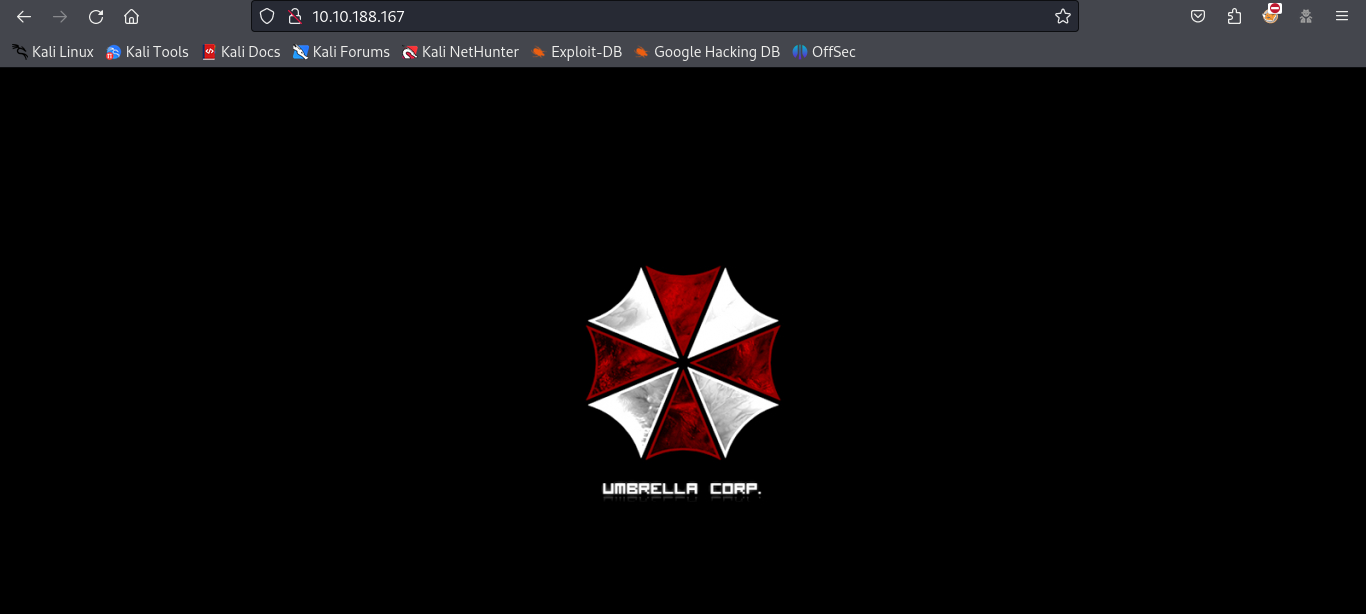 10.10.188.167
Kali Linux Kali Tools Kali Docs Kali Forums Kali NetHunter Exploit-DB Google Hacking DB OffSec
UMBRELLA CORP.